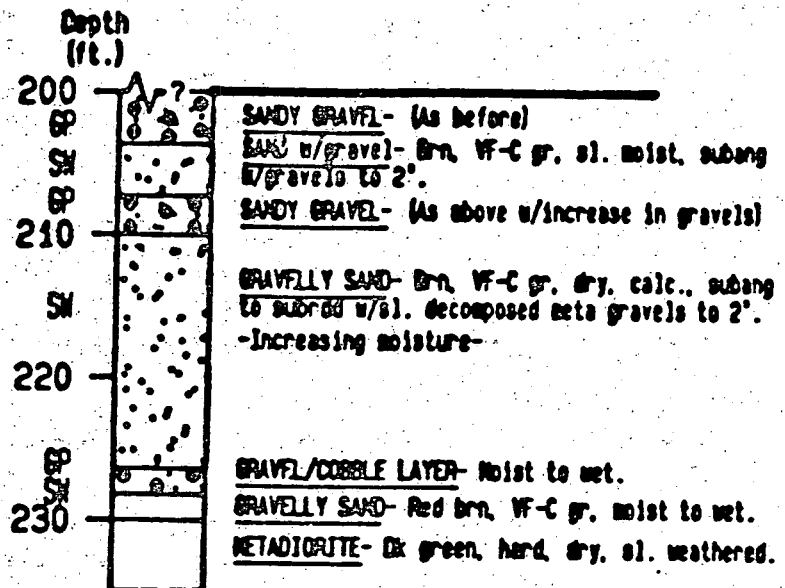 Depth
(ft.)
200
?
SANDY GRAVEL- (As before)
GP
SAND w/gravel- Brn, VF-C gr, sl. moist, subang
SW
w/gravels to 2".
GP
SANDY GRAVEL- (As above w/increase in gravels)
210
GRAVELLY SAND- Brn, VF-C gr, dry, calc., subang
SW
to subrdd w/sl. decomposed meta gravels to 2".
-Increasing moisture-
220
GRAVEL/COBBLE LAYER- Moist to wet.
GRAVELLY SAND- Red brn, VF-C gr, moist to wet.
230
METADIORITE- Dk green, hard, dry, sl. weathered.